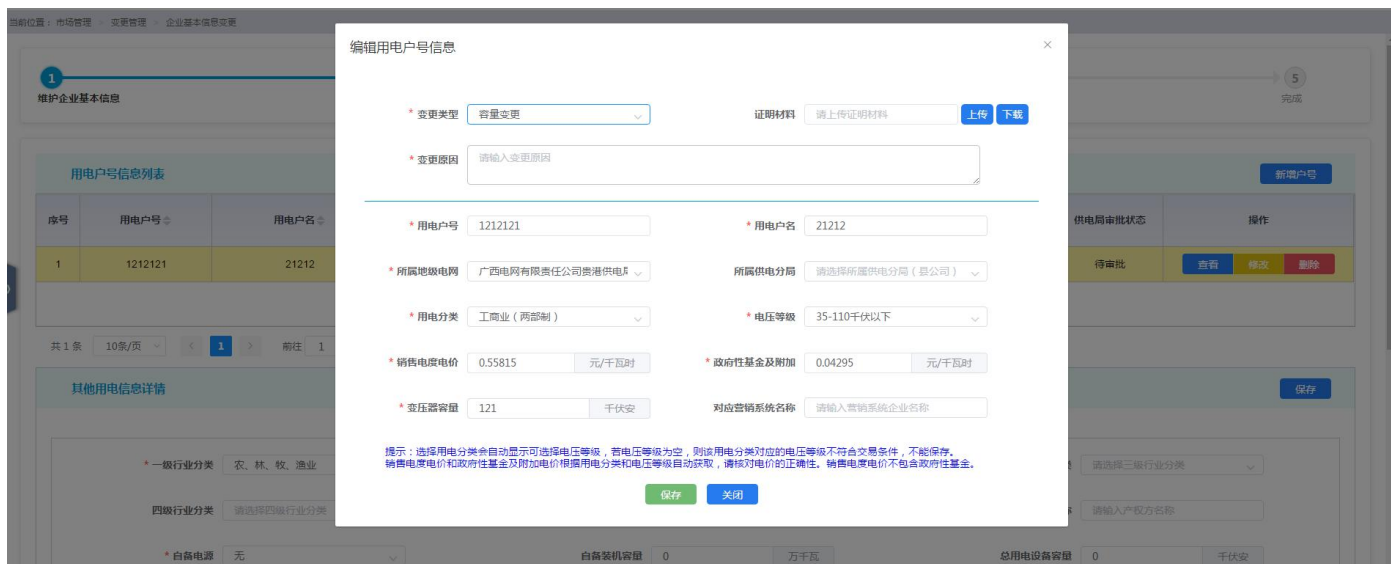 当前位置： 市场管理 > 变更管理 > 企业基本信息变更
编辑用电户号信息
1
5
维护企业基本信息
完成
* 变更类型 容量变更
证明材料 请上传证明材料 上传 下载
* 变更原因 请输入变更原因
用电户号信息列表
新增户号
序号 用电户号 用电户名
供电局审批状态 操作
* 用电户号 1212121
* 用电户名 21212
1 1212121 21212
待审批 查看 修改 删除
* 所属地级电网 广西电网有限责任公司贵港供电局
所属供电分局 请选择所属供电分局（县公司）
* 用电分类 工商业（两部制）
* 电压等级 35-110千伏以下
共1条 10条/页 1 前往 1
* 销售电度电价 0.55815 元/千瓦时
* 政府性基金及附加 0.04295 元/千瓦时
其他用电信息详情
保存
* 变压器容量 121 千伏安
对应营销系统名称 请输入营销系统企业名称
提示：选择用电分类会自动显示可选择电压等级，若电压等级为空，则该用电分类对应的电压等级不符合交易条件，不能保存。
销售电度电价和政府性基金及附加电价根据用电分类和电压等级自动获取，请核对电价的正确性。销售电度电价不包含政府性基金。
* 一级行业分类 农、林、牧、渔业
请选择三级行业分类
保存 关闭
四级行业分类 请选择四级行业分类
请输入产权方名称
* 自备电源 无
自备装机容量 0 万千瓦
总用电设备容量 0 千伏安